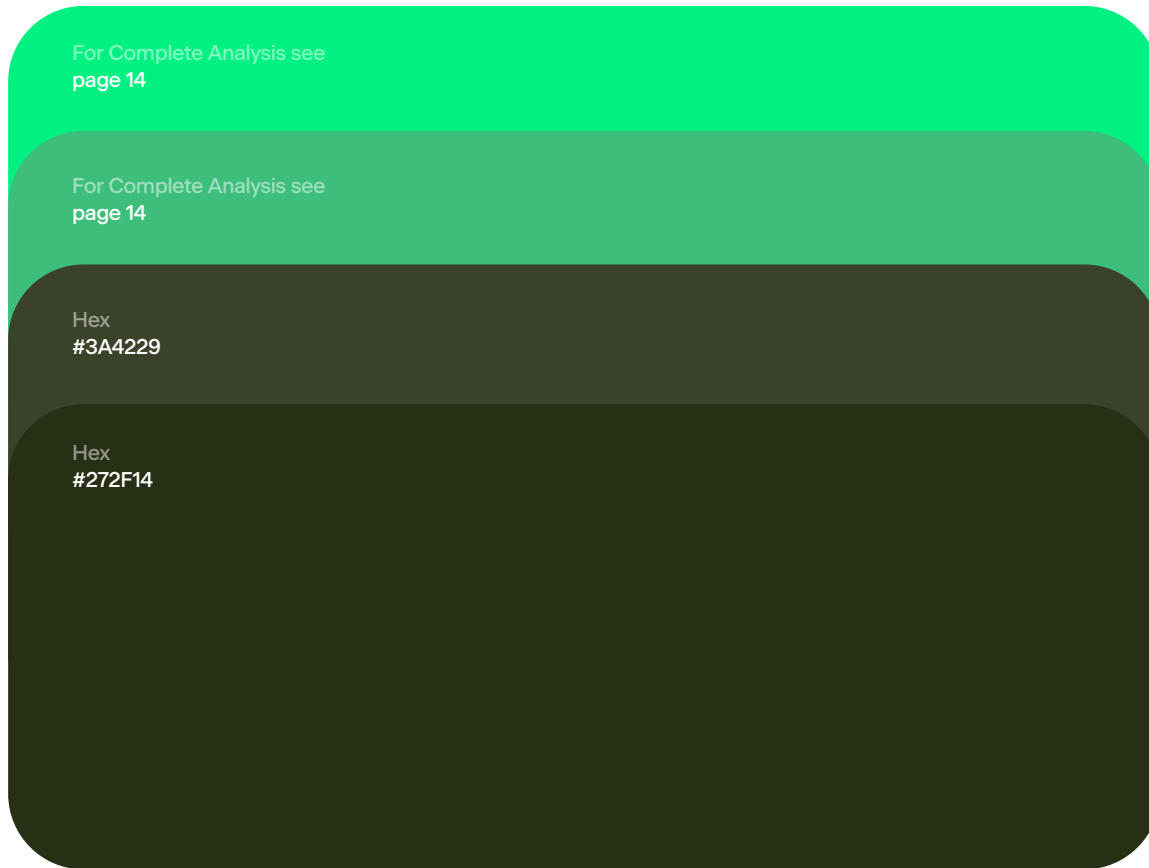 For Complete Analysis see
page 14
For Complete Analysis see
page 14
Hex
#3A4229
Hex
#272F14